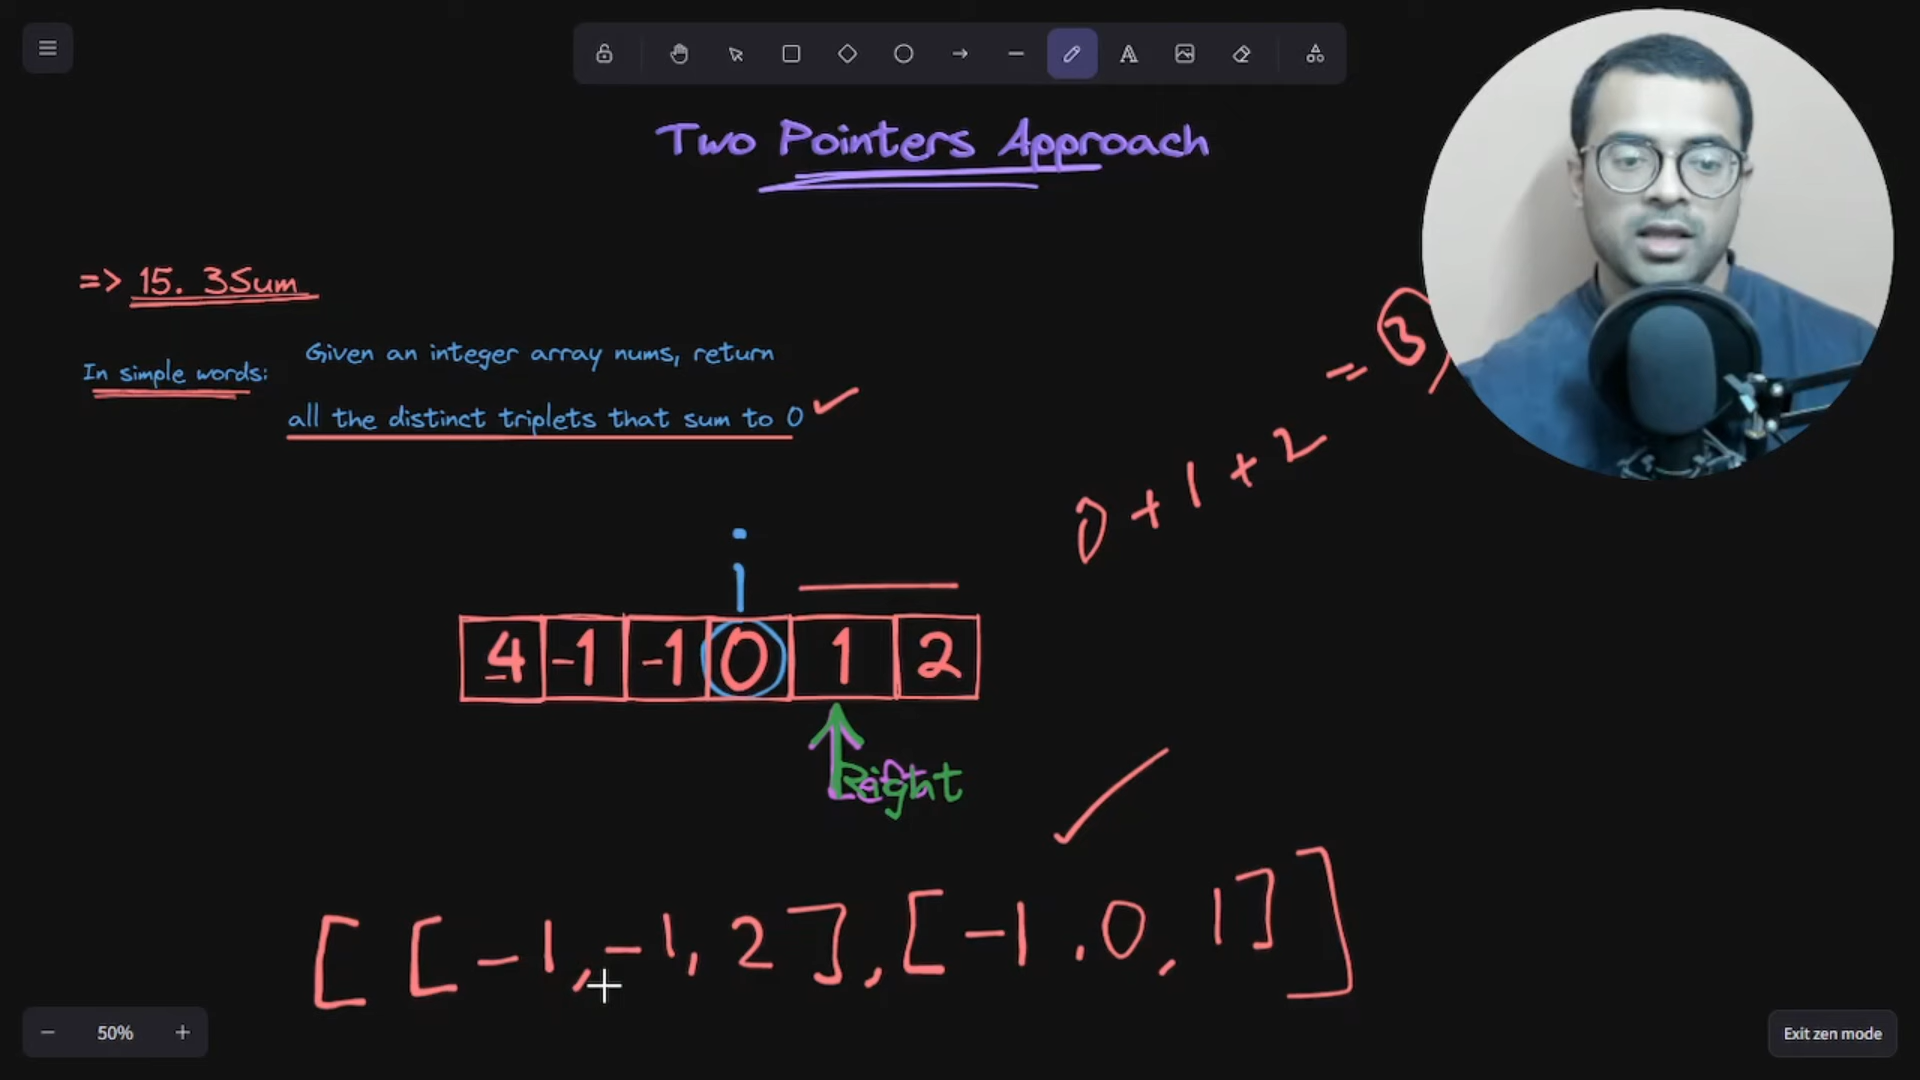 Two Pointers Approach
=> 15. 3Sum
In simple words:
Given an integer array nums, return
all the distinct triplets that sum to 0
0 + 1 + 2 = 3
i
-4 -1 -1 0 1 2
Right
[ [ -1, -1, 2 ], [ -1, 0, 1 ] ]
50%
Exit zen mode